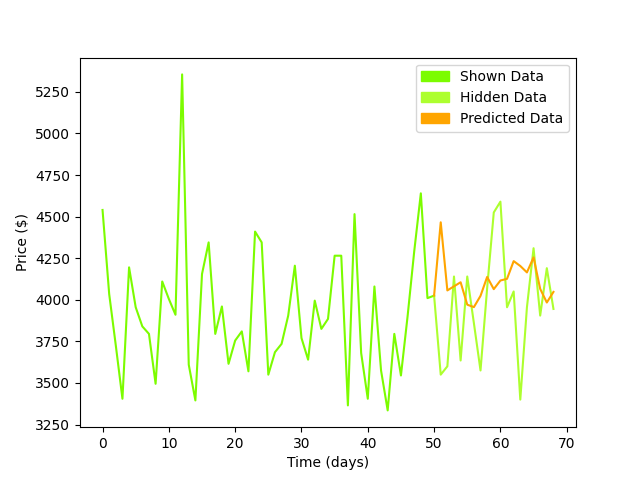 Shown Data
Hidden Data
Predicted Data
5250
5000
4750
4500
4250
4000
3750
3500
3250
Price ($)
0 10 20 30 40 50 60 70
Time (days)